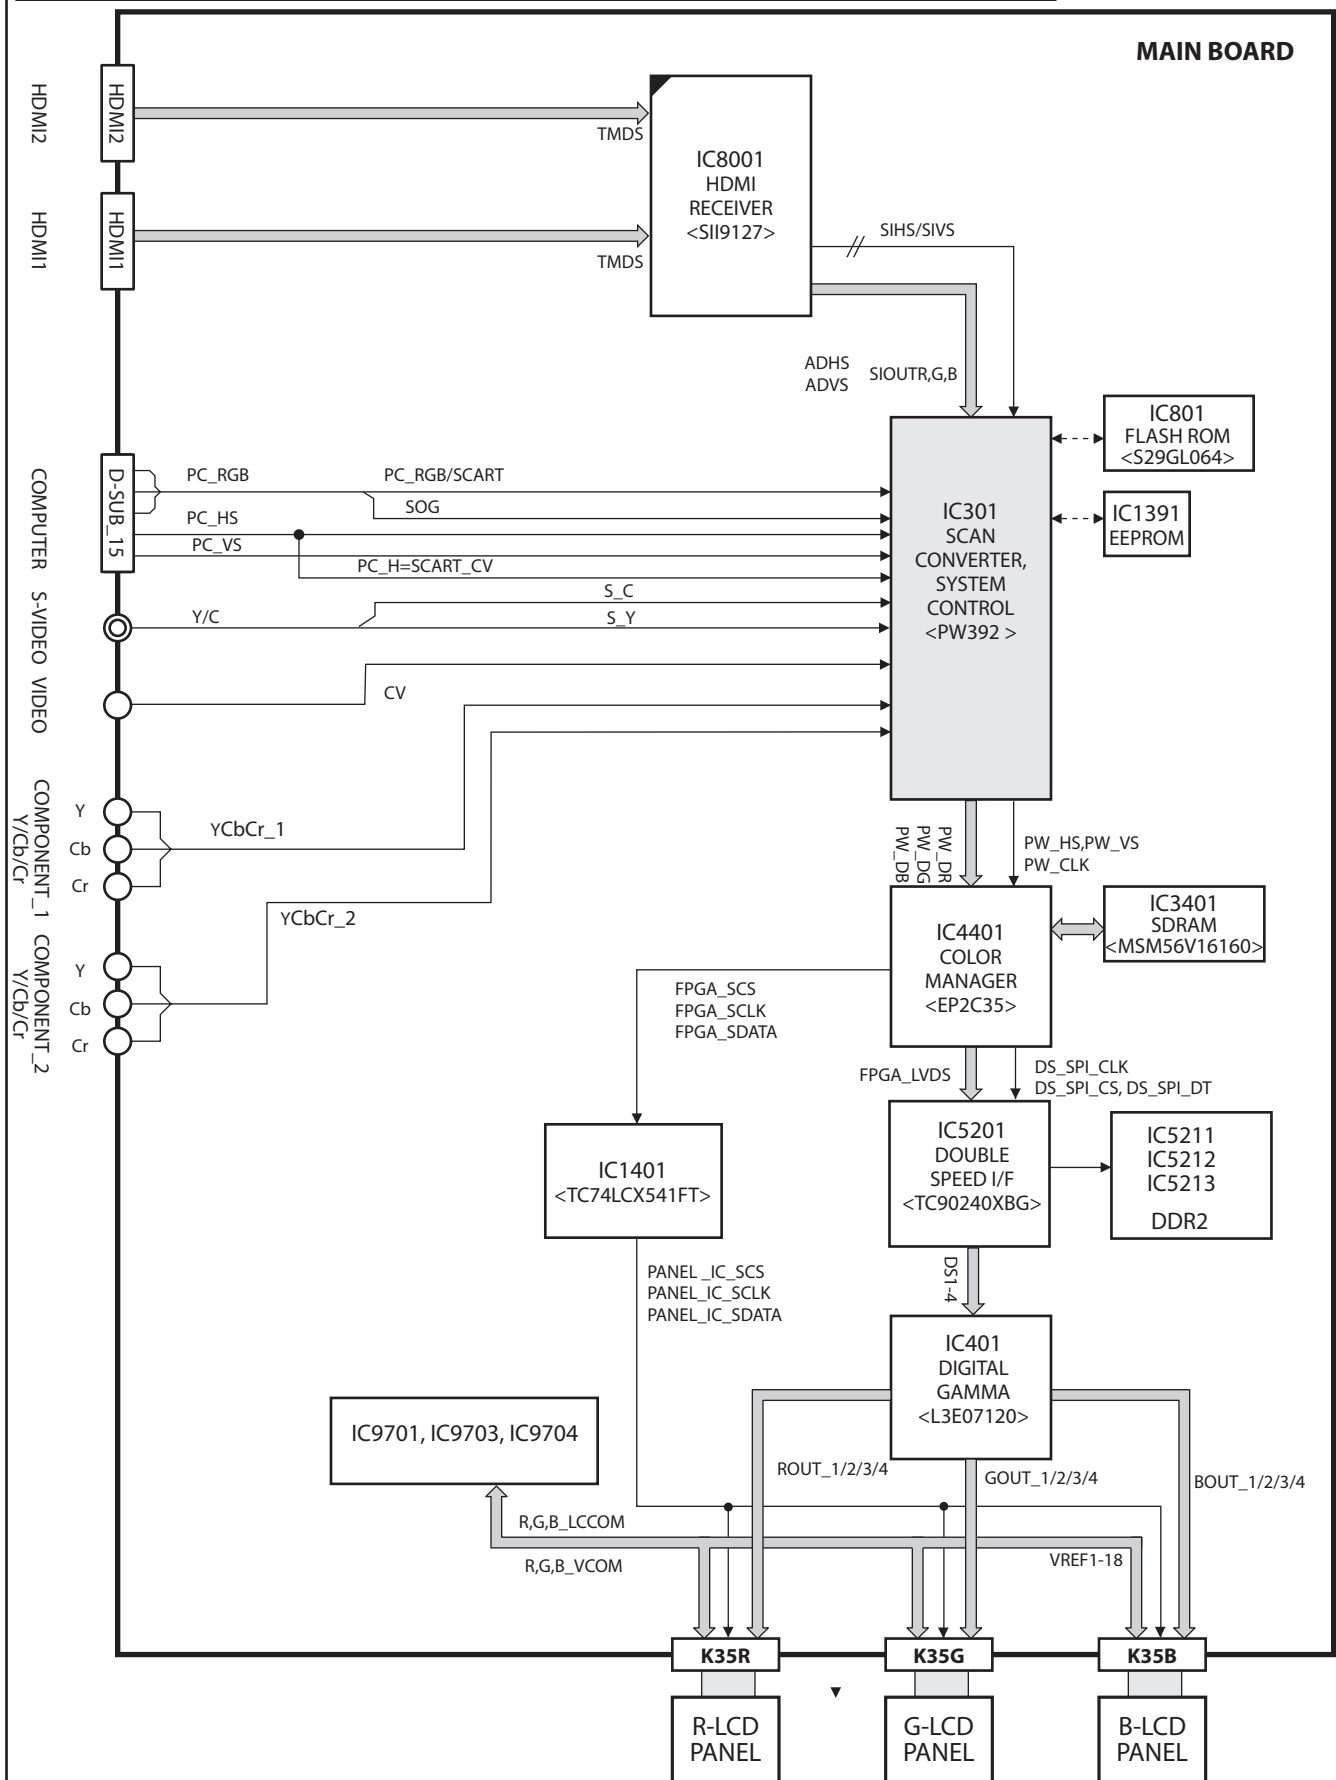 MAIN BOARD
HDMI2
HDMI2
TMDS
HDMI1
HDMI1
TMDS
IC8001
HDMI
RECEIVER
<SII9127>
SIHS/SIVS
ADHS
ADVS
SIOUTR,G,B
IC801
FLASH ROM
<S29GL064>
IC1391
EEPROM
COMPUTER
D-SUB_15
PC_RGB
PC_RGB/SCART
SOG
PC_HS
PC_VS
PC_H=SCART_CV
S-VIDEO
Y/C
S_C
S_Y
VIDEO
CV
IC301
SCAN
CONVERTER,
SYSTEM
CONTROL
<PW392 >
COMPONENT_1
Y/Cb/Cr
Y
Cb
Cr
YCbCr_1
COMPONENT_2
Y/Cb/Cr
Y
Cb
Cr
YCbCr_2
PW_DR
PW_DG
PW_DB
PW_HS,PW_VS
PW_CLK
IC4401
COLOR
MANAGER
<EP2C35>
IC3401
SDRAM
<MSM56V16160>
FPGA_SCS
FPGA_SCLK
FPGA_SDATA
FPGA_LVDS
DS_SPI_CLK
DS_SPI_CS, DS_SPI_DT
IC1401
<TC74LCX541FT>
IC5201
DOUBLE
SPEED I/F
<TC90240XBG>
IC5211
IC5212
IC5213
DDR2
PANEL _IC_SCS
PANEL_IC_SCLK
PANEL_IC_SDATA
DS1-4
IC401
DIGITAL
GAMMA
<L3E07120>
IC9701, IC9703, IC9704
ROUT_1/2/3/4
GOUT_1/2/3/4
BOUT_1/2/3/4
R,G,B_LCCOM
R,G,B_VCOM
VREF1-18
K35R
K35G
K35B
R-LCD
PANEL
G-LCD
PANEL
B-LCD
PANEL